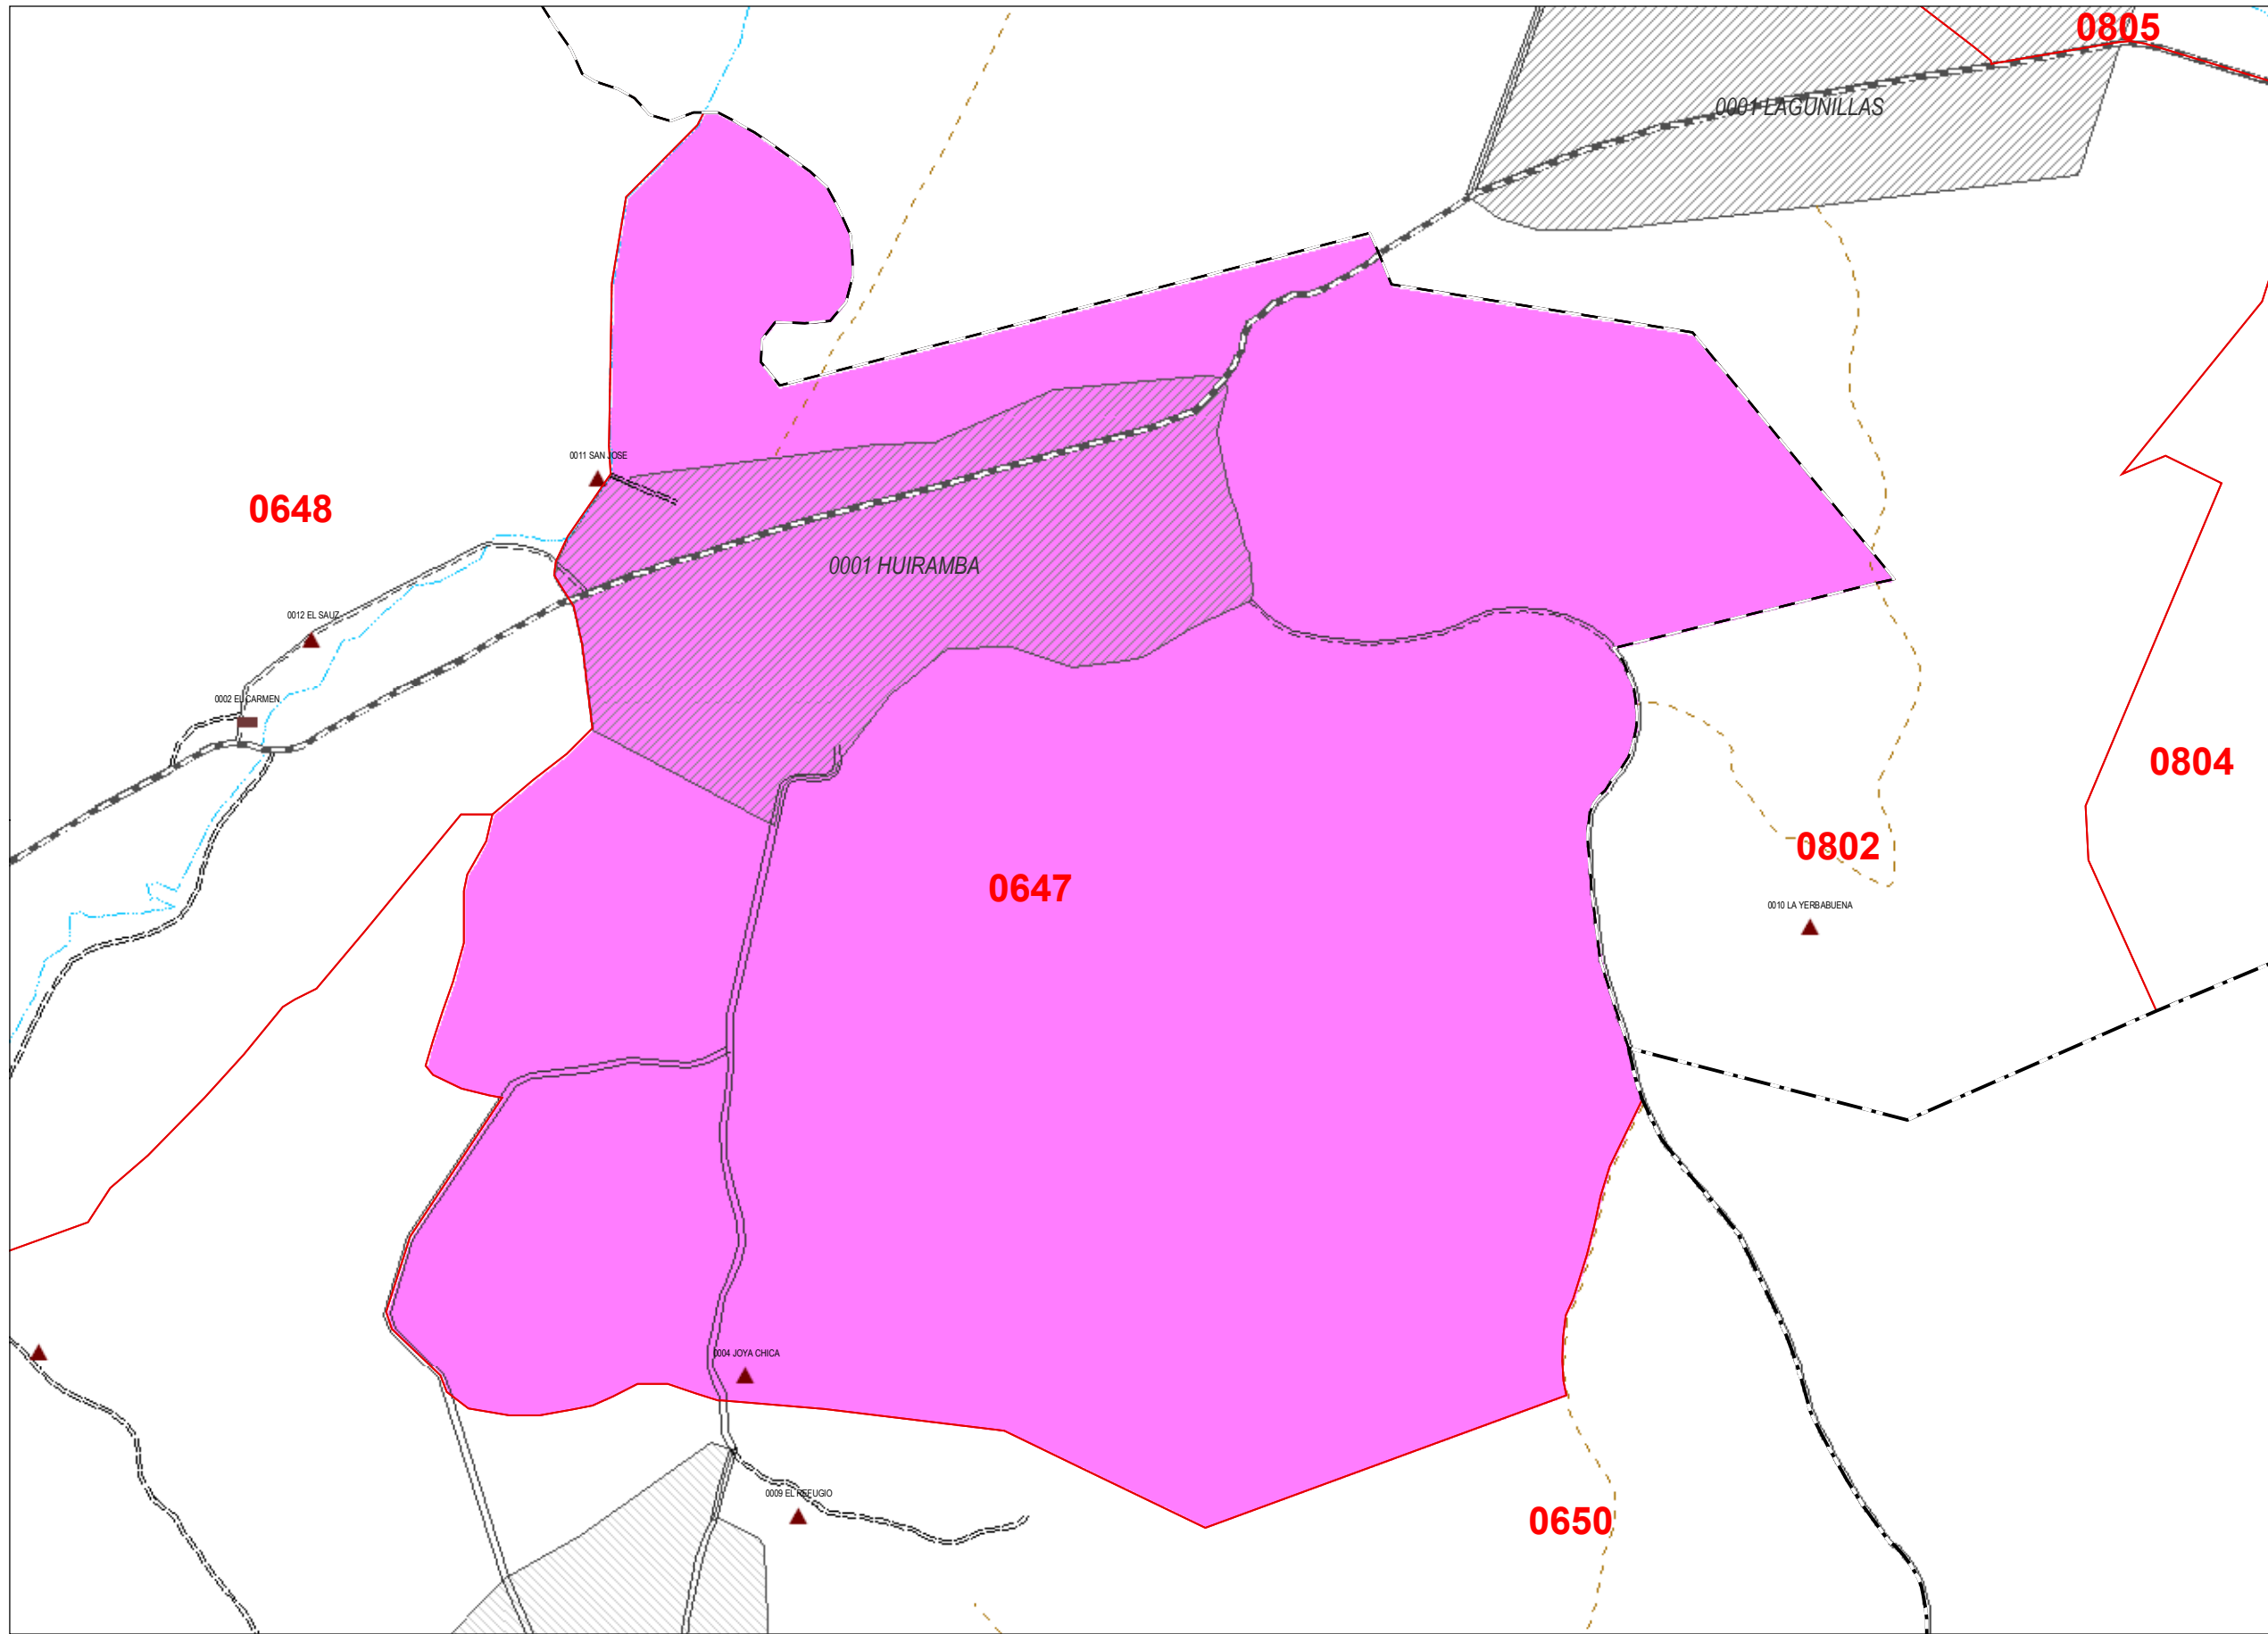 0805
0001 LAGUNILLAS
0011 SAN JOSE
0648
0001 HUIRAMBA
0012 EL SAUZ
0002 EL CARMEN
0804
0802
0647
0010 LA YERBABUENA
0004 JOYA CHICA
0009 EL REFUGIO
0650